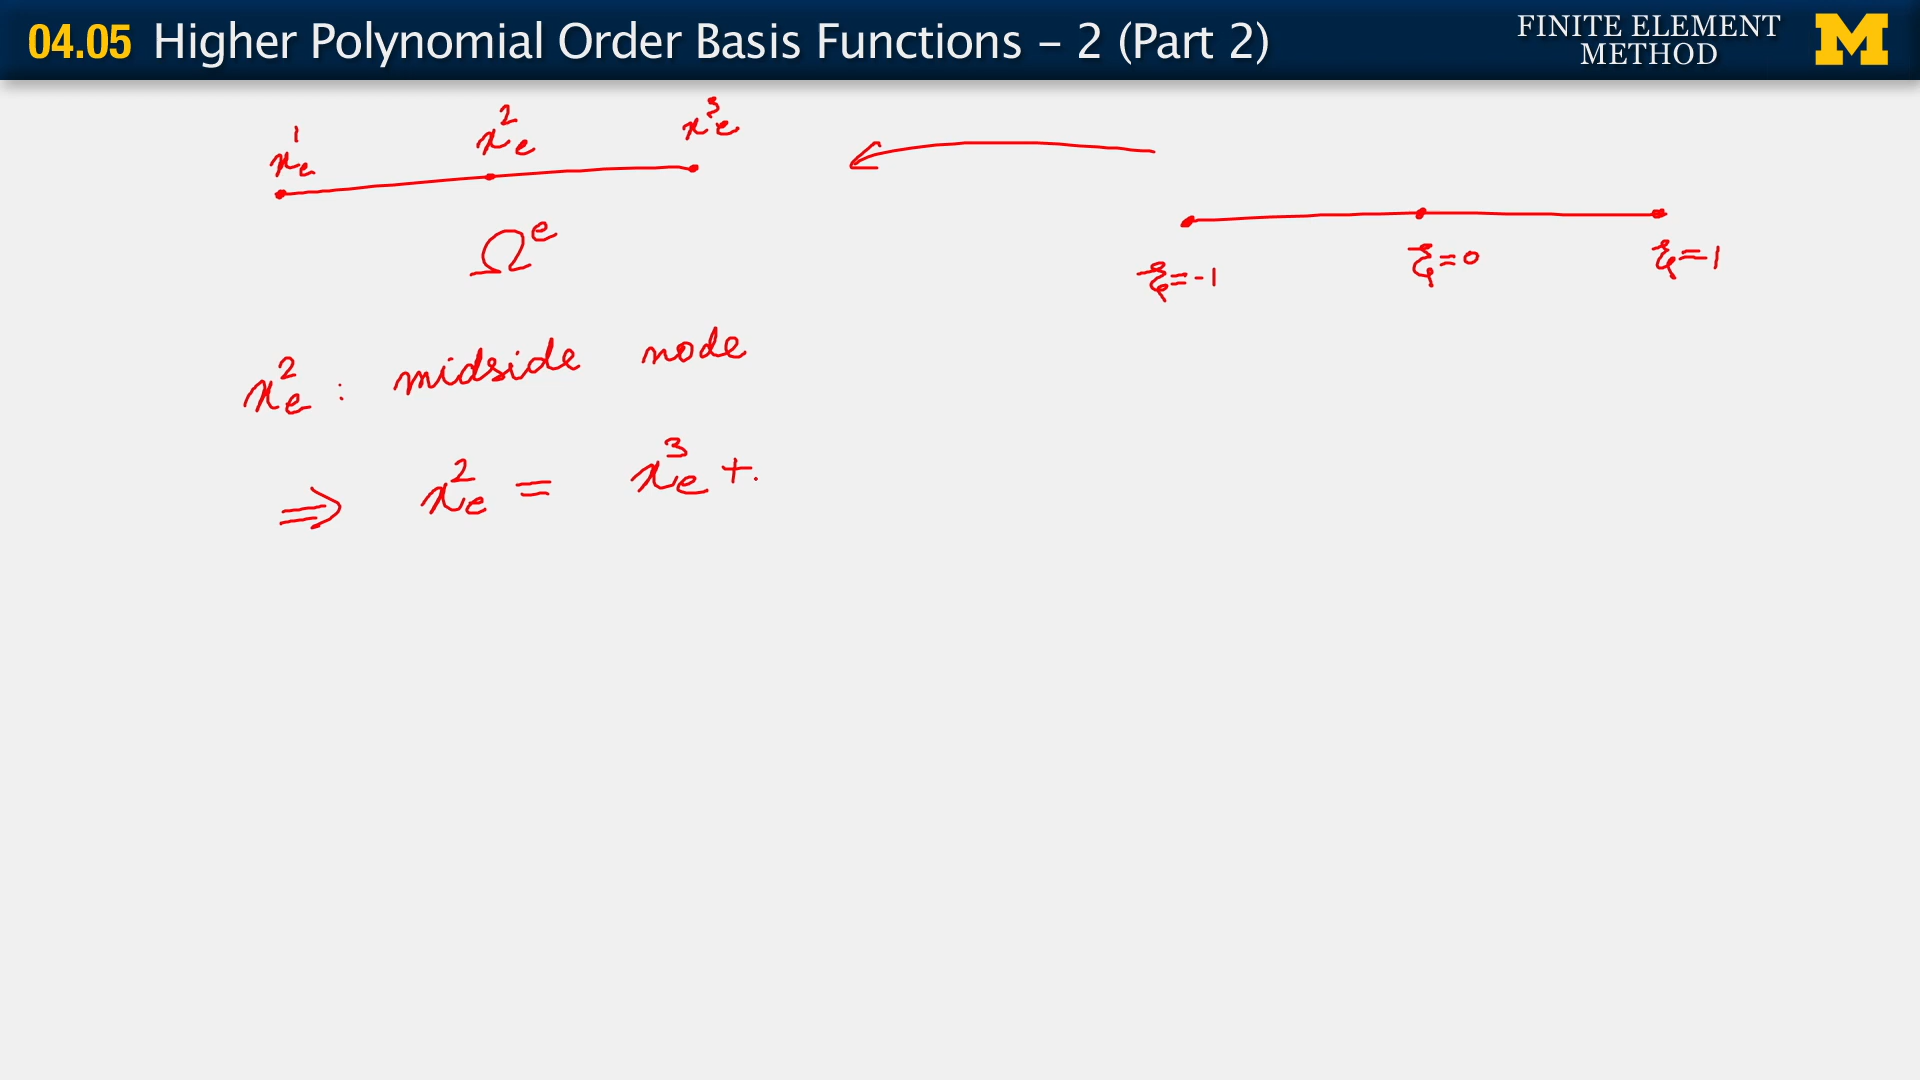 04.05 Higher Polynomial Order Basis Functions – 2 (Part 2)
FINITE ELEMENT
METHOD
M
x_e^1 x_e^2 x_e^3
Ω^e
ξ=-1 ξ=0 ξ=1
x_e^2 : midside node
⇒ x_e^2 = x_e^3 + .